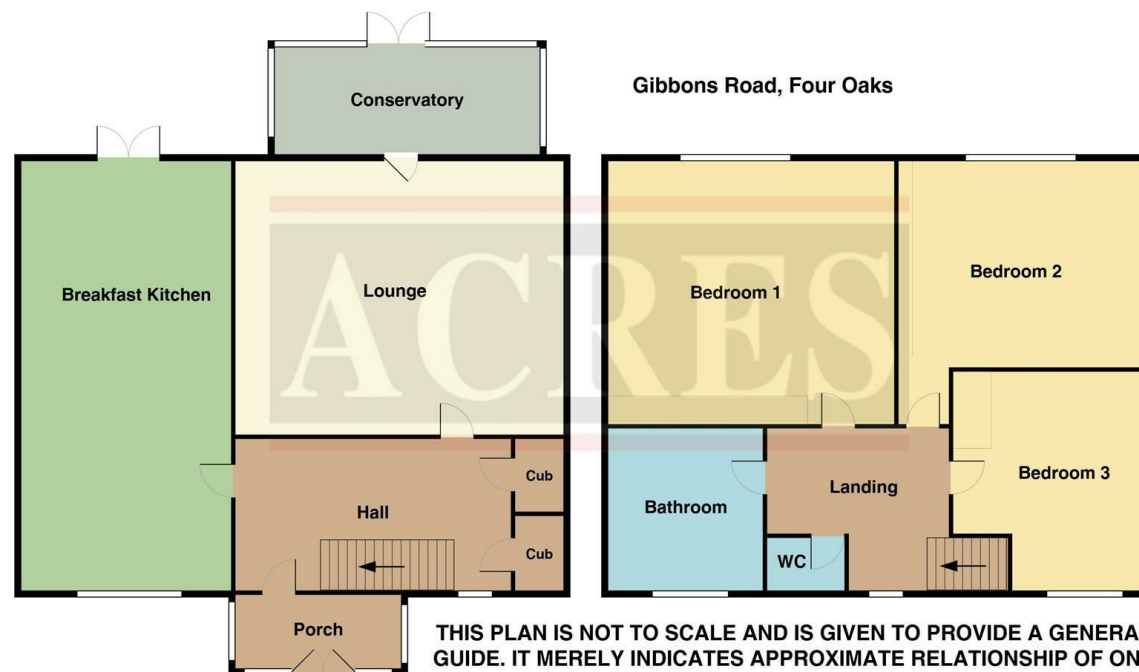 Gibbons Road, Four Oaks
Conservatory
Breakfast Kitchen
Lounge
Hall
Cub
Cub
Porch
ACRES
Bedroom 1
Bedroom 2
Bedroom 3
Bathroom
Landing
WC
THIS PLAN IS NOT TO SCALE AND IS GIVEN TO PROVIDE A GENERA
GUIDE. IT MERELY INDICATES APPROXIMATE RELATIONSHIP OF ON